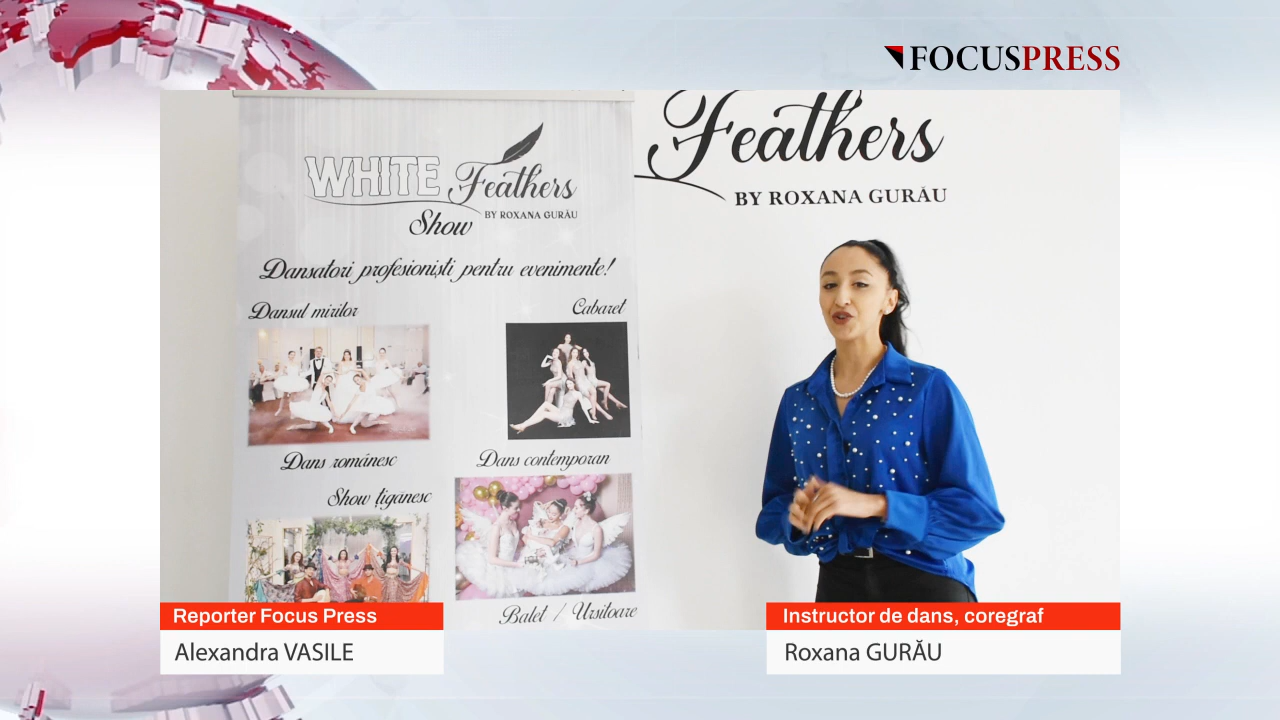 FOCUSPRESS
Feathers
BY ROXANA GURĂU
WHITE Feathers
BY ROXANA GURĂU
Show
Dansatori profesioniști pentru evenimente!
Dansul mirilor
Cabaret
Dans românesc
Dans contemporan
Show țigănesc
Balet / Ursitoare
Reporter Focus Press
Alexandra VASILE
Instructor de dans, coregraf
Roxana GURĂU